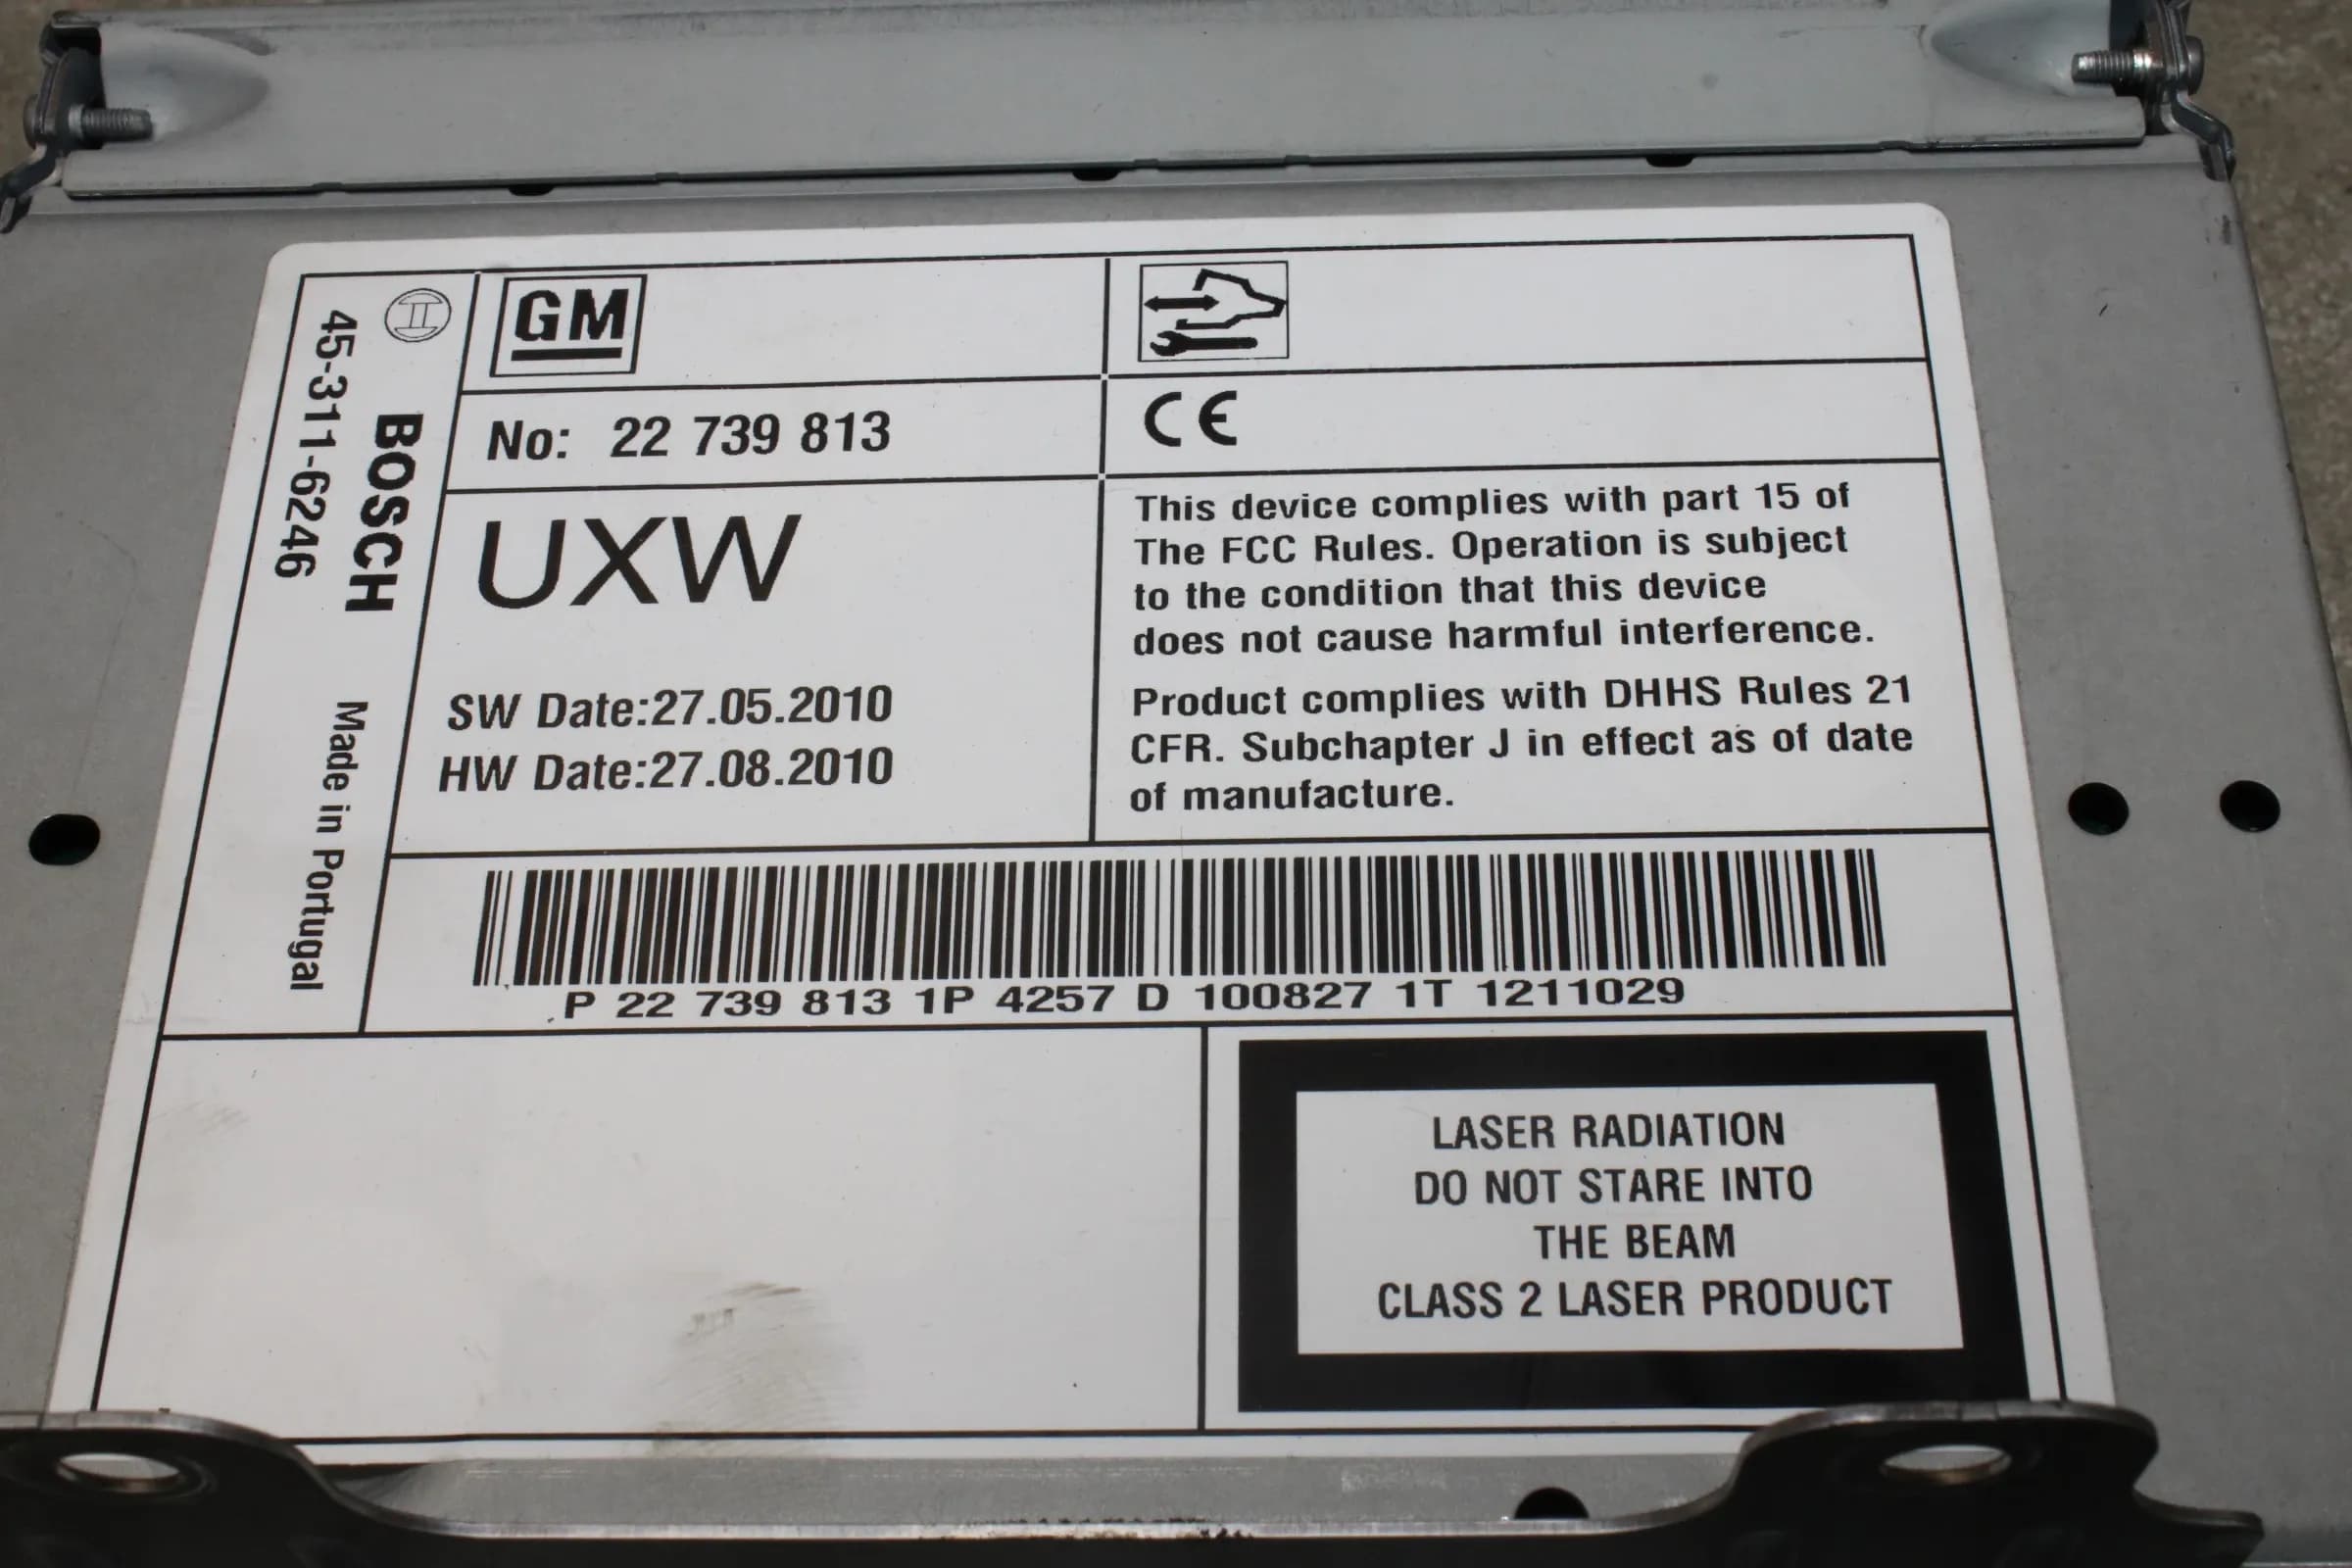 45-311-6246
BOSCH
Made in Portugal
GM
No: 22 739 813
CE
UXW
SW Date:27.05.2010
HW Date:27.08.2010
This device complies with part 15 of
The FCC Rules. Operation is subject
to the condition that this device
does not cause harmful interference.
Product complies with DHHS Rules 21
CFR. Subchapter J in effect as of date
of manufacture.
P 22 739 813 1P 4257 D 100827 1T 1211029
LASER RADIATION
DO NOT STARE INTO
THE BEAM
CLASS 2 LASER PRODUCT